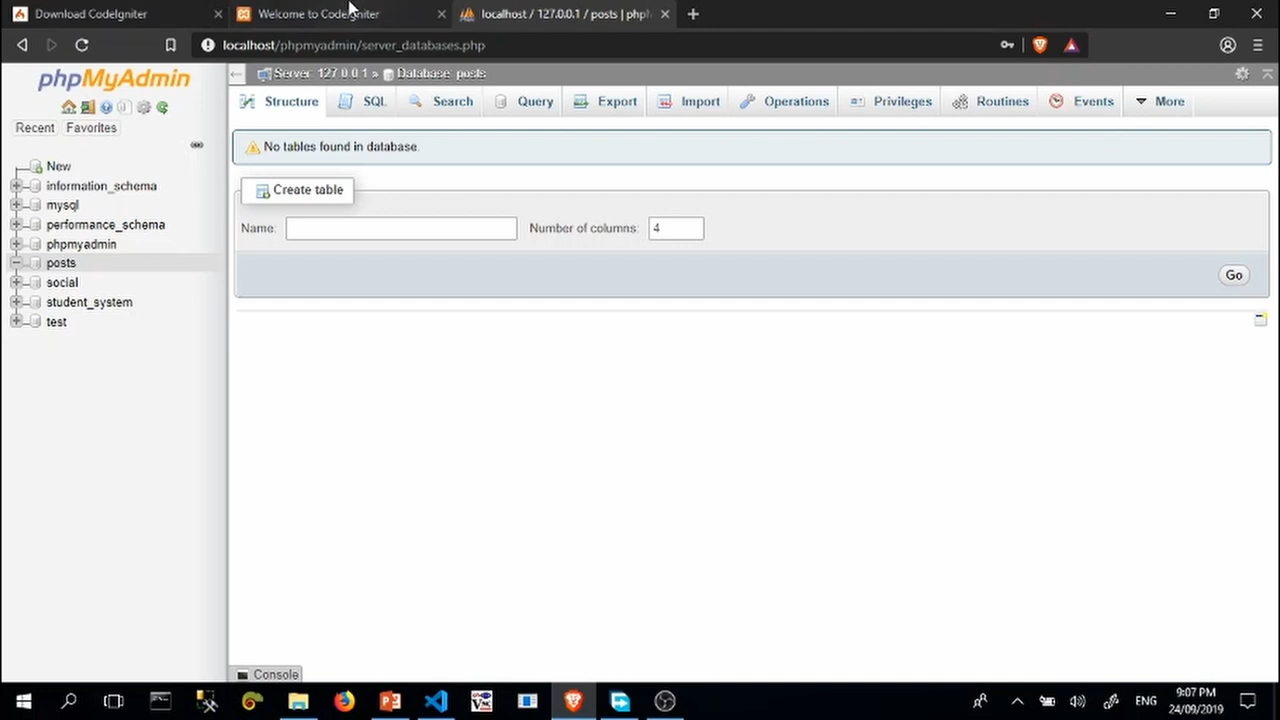 Download CodeIgniter
Welcome to CodeIgniter
localhost / 127.0.0.1 / posts | phpM
localhost/phpmyadmin/server_databases.php
phpMyAdmin
Recent
Favorites
New
information_schema
mysql
performance_schema
phpmyadmin
posts
social
student_system
test
Server: 127.0.0.1 » Database: posts
Structure
SQL
Search
Query
Export
Import
Operations
Privileges
Routines
Events
More
No tables found in database.
Create table
Name:
Number of columns: 4
Go
Console
ENG
9:07 PM
24/09/2019